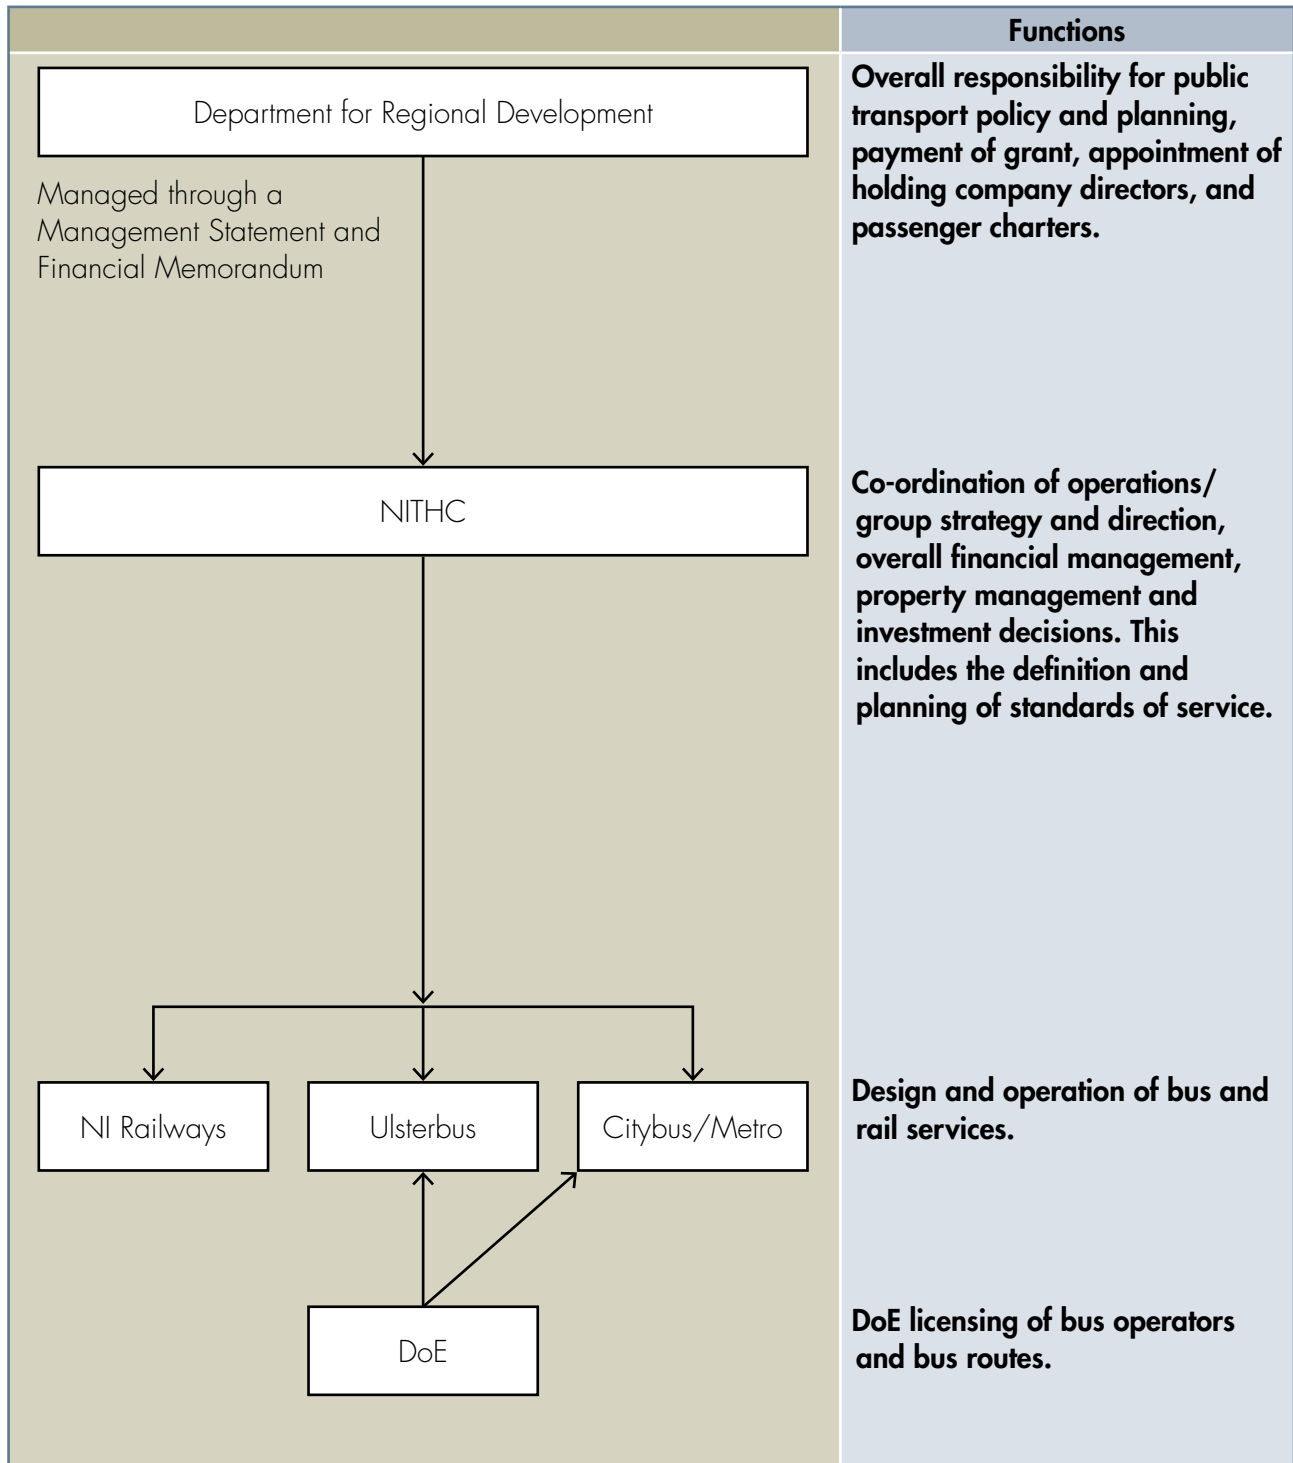 Functions
Department for Regional Development
Overall responsibility for public
transport policy and planning,
payment of grant, appointment of
holding company directors, and
passenger charters.
Managed through a
Management Statement and
Financial Memorandum
NITHC
Co-ordination of operations/
group strategy and direction,
overall financial management,
property management and
investment decisions. This
includes the definition and
planning of standards of service.
NI Railways
Ulsterbus
Citybus/Metro
Design and operation of bus and
rail services.
DoE
DoE licensing of bus operators
and bus routes.